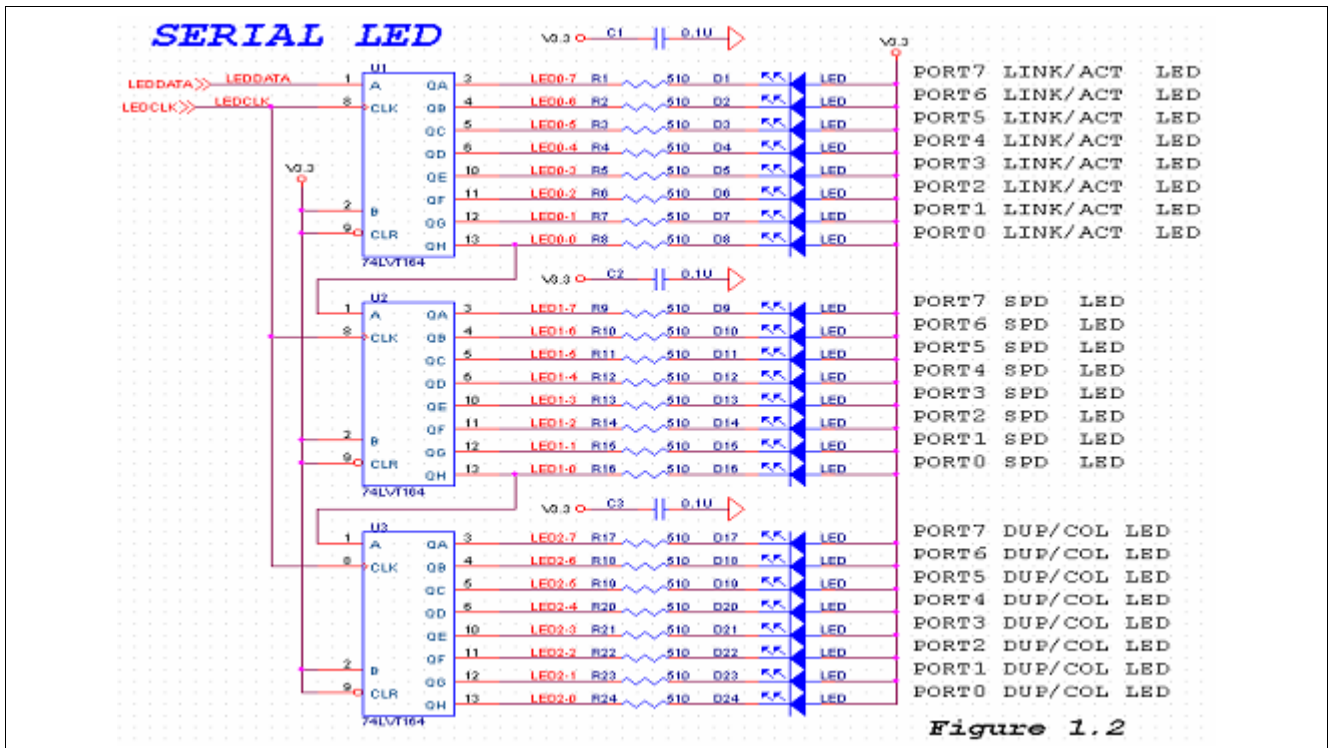 SERIAL LED
V3.3 C1 0.1U
V3.3
U1
LEDDATA LEDDATA 1 A QA 3 LED0-7 R1 510 D1 LED PORT7 LINK/ACT LED
LEDCLK LEDCLK 8 CLK QB 4 LED0-6 R2 510 D2 LED PORT6 LINK/ACT LED
QC 5 LED0-5 R3 510 D3 LED PORT5 LINK/ACT LED
QD 6 LED0-4 R4 510 D4 LED PORT4 LINK/ACT LED
V3.3 QE 10 LED0-3 R5 510 D5 LED PORT3 LINK/ACT LED
QF 11 LED0-2 R6 510 D6 LED PORT2 LINK/ACT LED
2 B QG 12 LED0-1 R7 510 D7 LED PORT1 LINK/ACT LED
9 CLR QH 13 LED0-0 R8 510 D8 LED PORT0 LINK/ACT LED
74LVT164
V3.3 C2 0.1U
U2
1 A QA 3 LED1-7 R9 510 D9 LED PORT7 SPD LED
8 CLK QB 4 LED1-6 R10 510 D10 LED PORT6 SPD LED
QC 5 LED1-5 R11 510 D11 LED PORT5 SPD LED
QD 6 LED1-4 R12 510 D12 LED PORT4 SPD LED
QE 10 LED1-3 R13 510 D13 LED PORT3 SPD LED
QF 11 LED1-2 R14 510 D14 LED PORT2 SPD LED
2 B QG 12 LED1-1 R15 510 D15 LED PORT1 SPD LED
9 CLR QH 13 LED1-0 R16 510 D16 LED PORT0 SPD LED
74LVT164
V3.3 C3 0.1U
U3
1 A QA 3 LED2-7 R17 510 D17 LED PORT7 DUP/COL LED
8 CLK QB 4 LED2-6 R18 510 D18 LED PORT6 DUP/COL LED
QC 5 LED2-5 R19 510 D19 LED PORT5 DUP/COL LED
QD 6 LED2-4 R20 510 D20 LED PORT4 DUP/COL LED
QE 10 LED2-3 R21 510 D21 LED PORT3 DUP/COL LED
QF 11 LED2-2 R22 510 D22 LED PORT2 DUP/COL LED
2 B QG 12 LED2-1 R23 510 D23 LED PORT1 DUP/COL LED
9 CLR QH 13 LED2-0 R24 510 D24 LED PORT0 DUP/COL LED
74LVT164
Figure 1.2